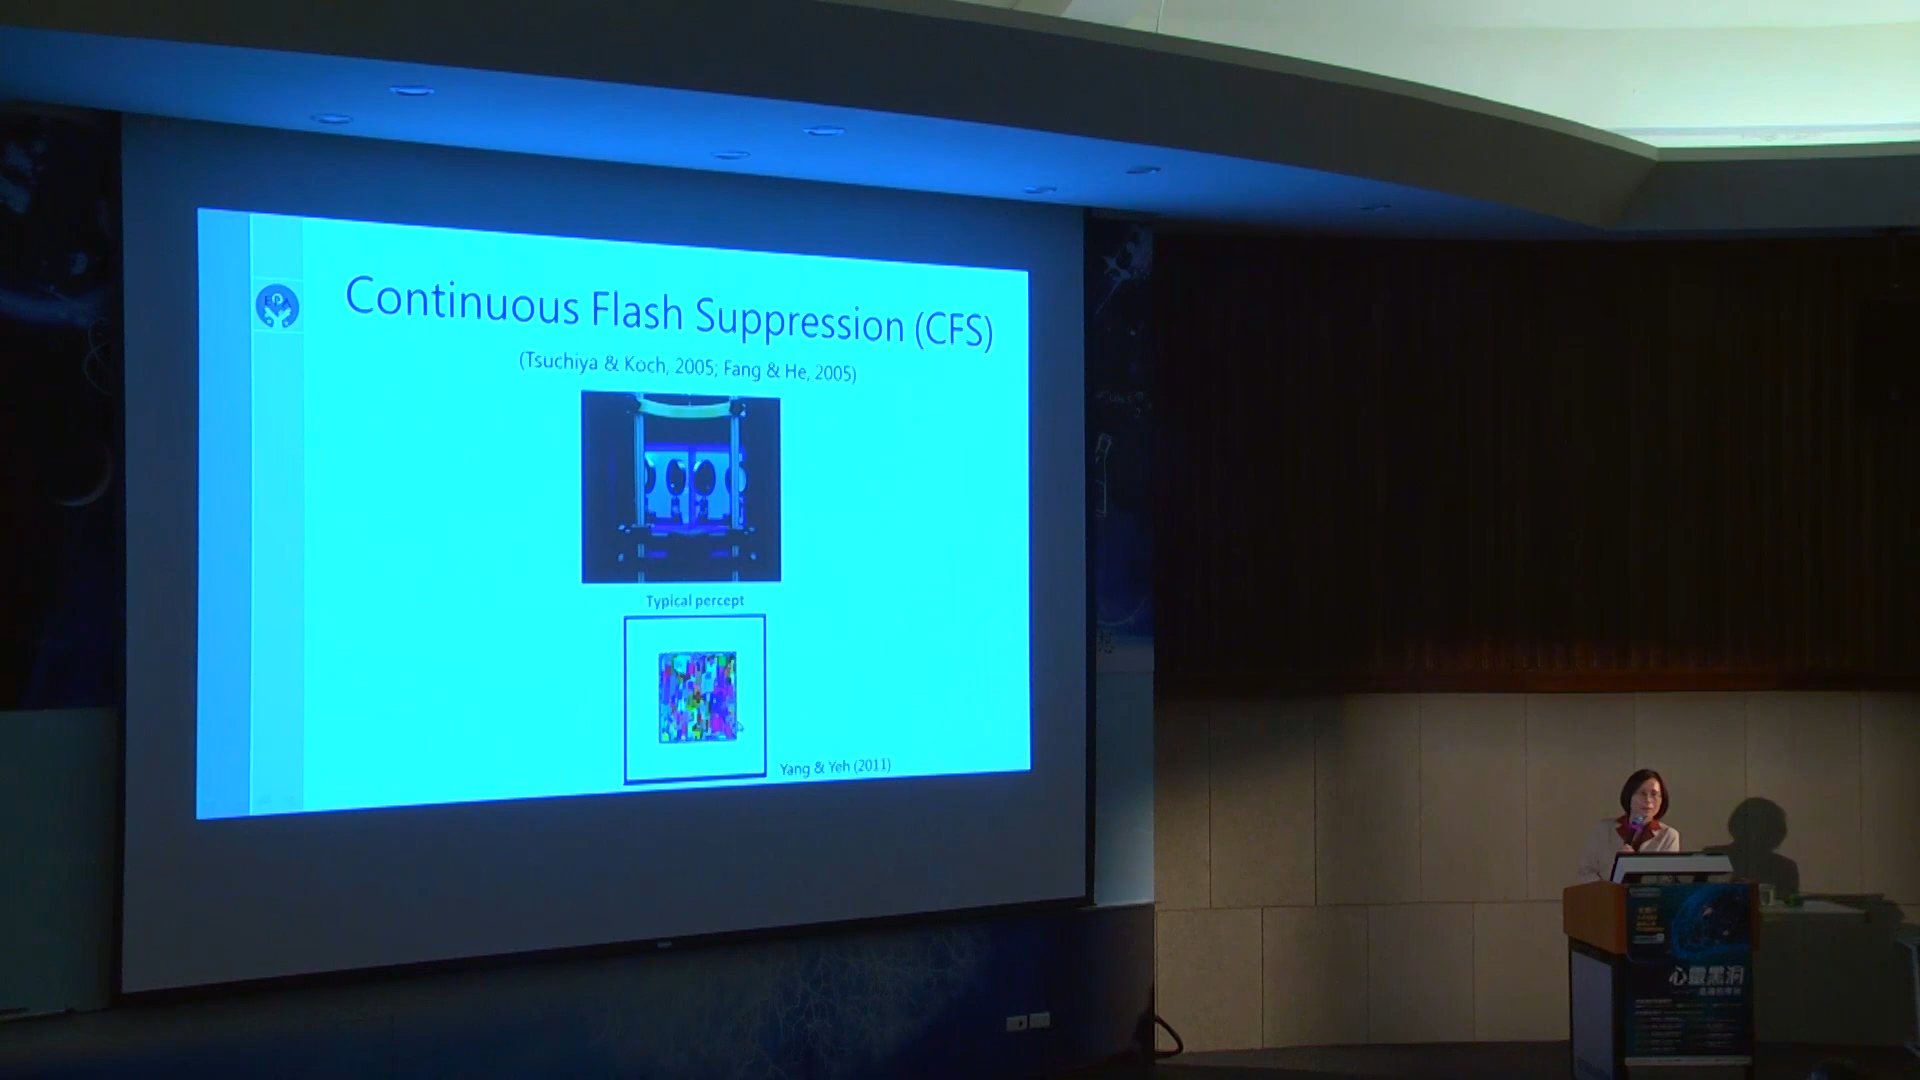 Continuous Flash Suppression (CFS)
(Tsuchiya & Koch, 2005; Fang & He, 2005)
EPA
Typical percept
Yang & Yeh (2011)
心靈黑洞